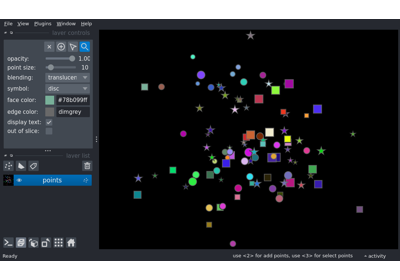 File View Plugins Window Help
layer controls
opacity: 1.00
point size: 10
blending: translucen
symbol: disc
face color: #78b099ff
edge color: dimgrey
display text:
out of slice:
layer list
points
Ready
use <2> for add points, use <3> for select points
activity